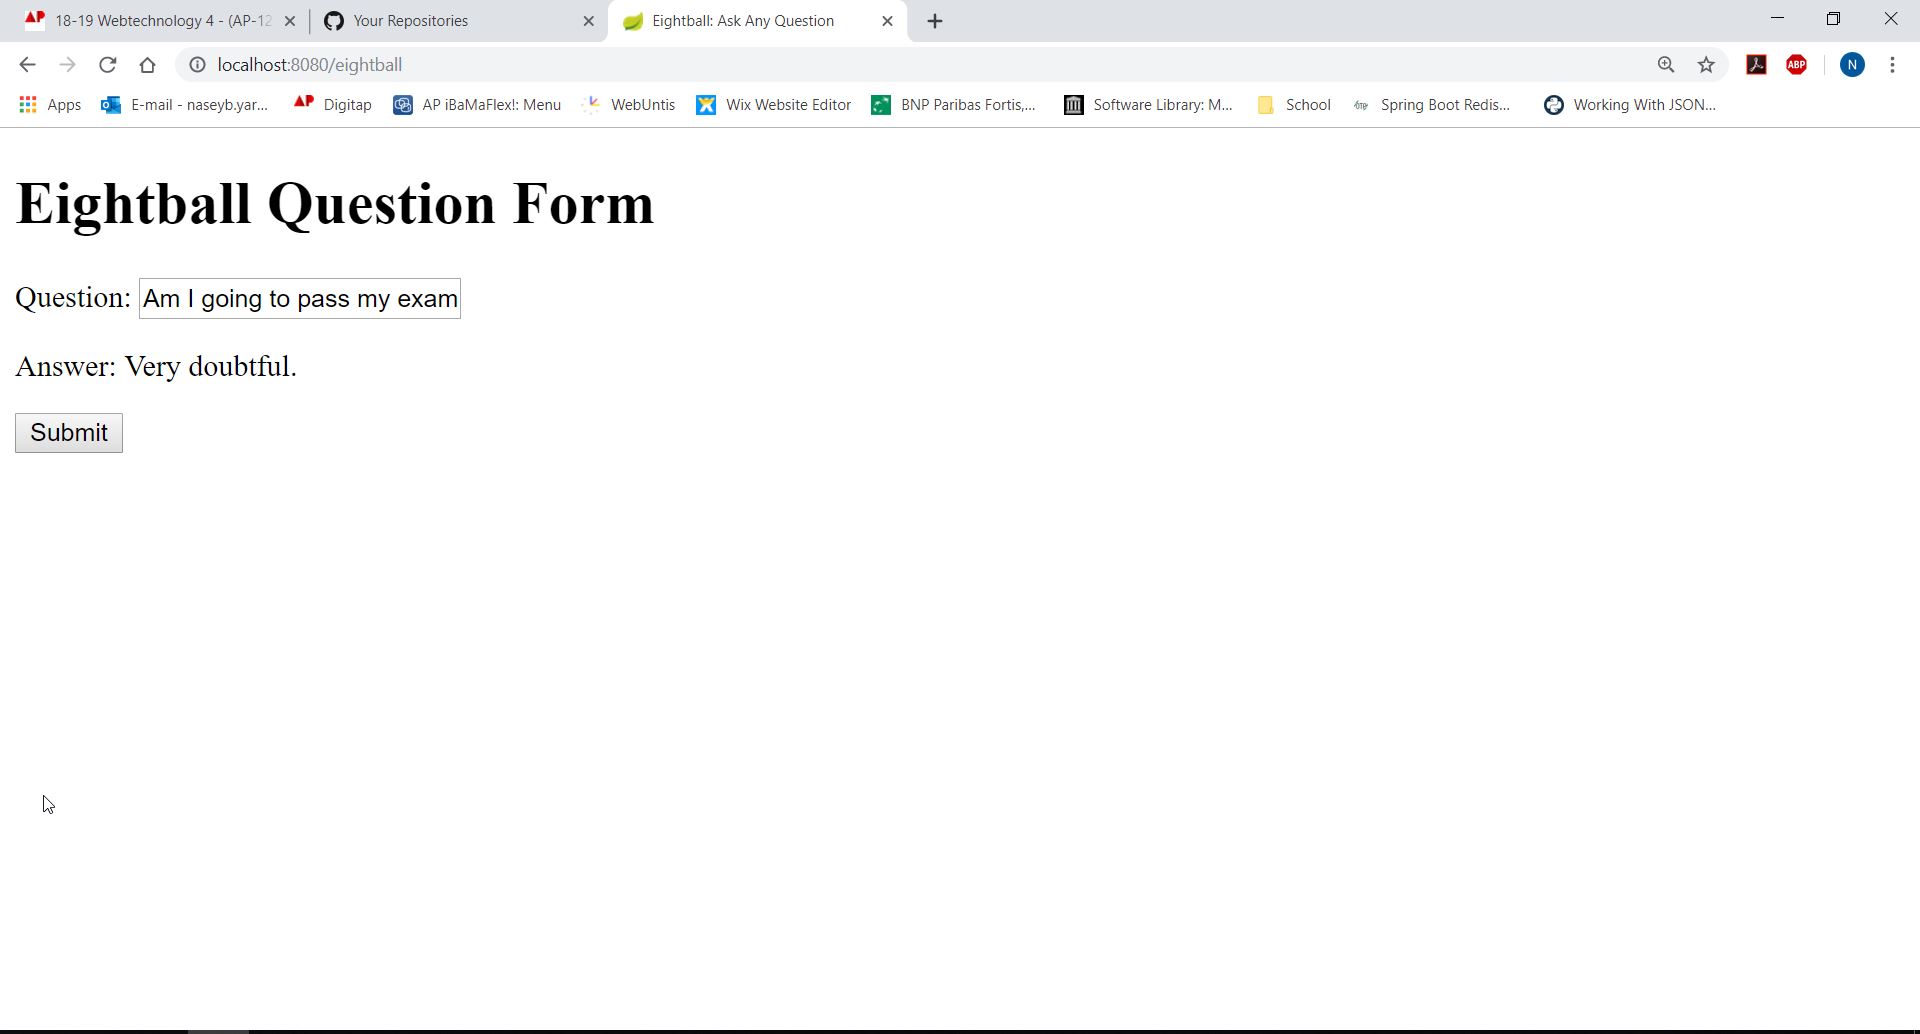 18-19 Webtechnology 4 - (AP-12
Your Repositories
Eightball: Ask Any Question
localhost:8080/eightball
ABP
N
Apps
E-mail - naseyb.yar...
Digitap
AP iBaMaFlex!: Menu
WebUntis
Wix Website Editor
BNP Paribas Fortis,...
Software Library: M...
School
Spring Boot Redis...
Working With JSON...
Eightball Question Form
Question: Am I going to pass my exam
Answer: Very doubtful.
Submit